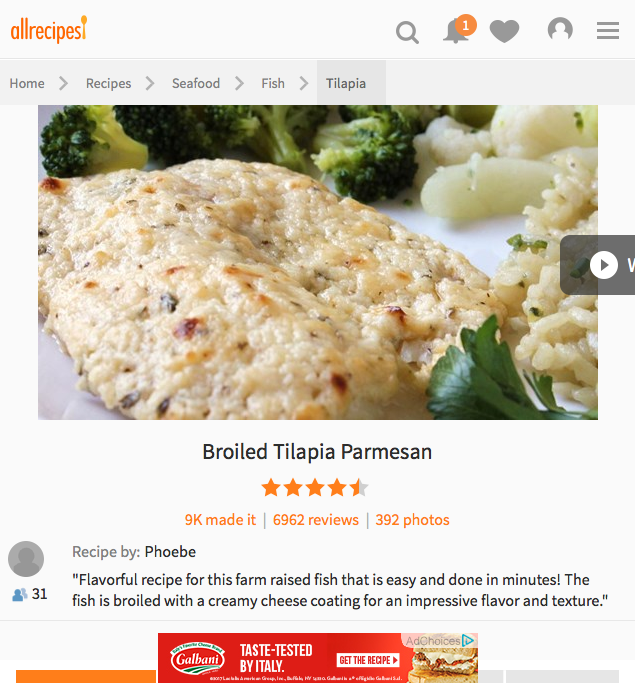 allrecipes
1
Home
Recipes
Seafood
Fish
Tilapia
W
Broiled Tilapia Parmesan
9K made it | 6962 reviews | 392 photos
Recipe by: Phoebe
31
"Flavorful recipe for this farm raised fish that is easy and done in minutes! The
fish is broiled with a creamy cheese coating for an impressive flavor and texture."
AdChoices
Galbani
TASTE-TESTED
BY ITALY.
GET THE RECIPE